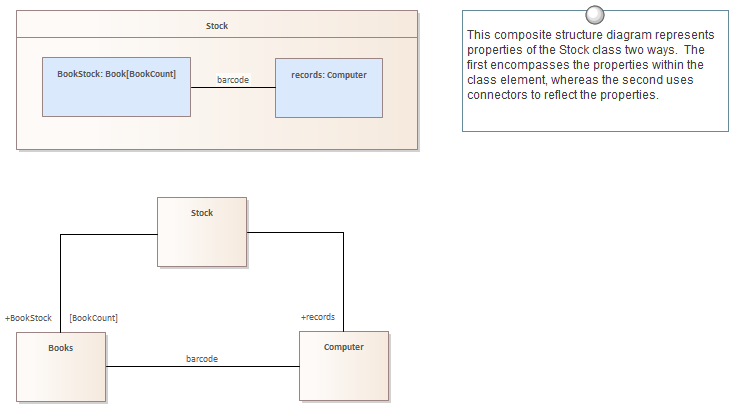 Stock
BookStock: Book[BookCount]
barcode
records: Computer
This composite structure diagram represents
properties of the Stock class two ways.  The
first encompasses the properties within the
class element, whereas the second uses
connectors to reflect the properties.
Stock
+BookStock
[BookCount]
+records
Books
barcode
Computer